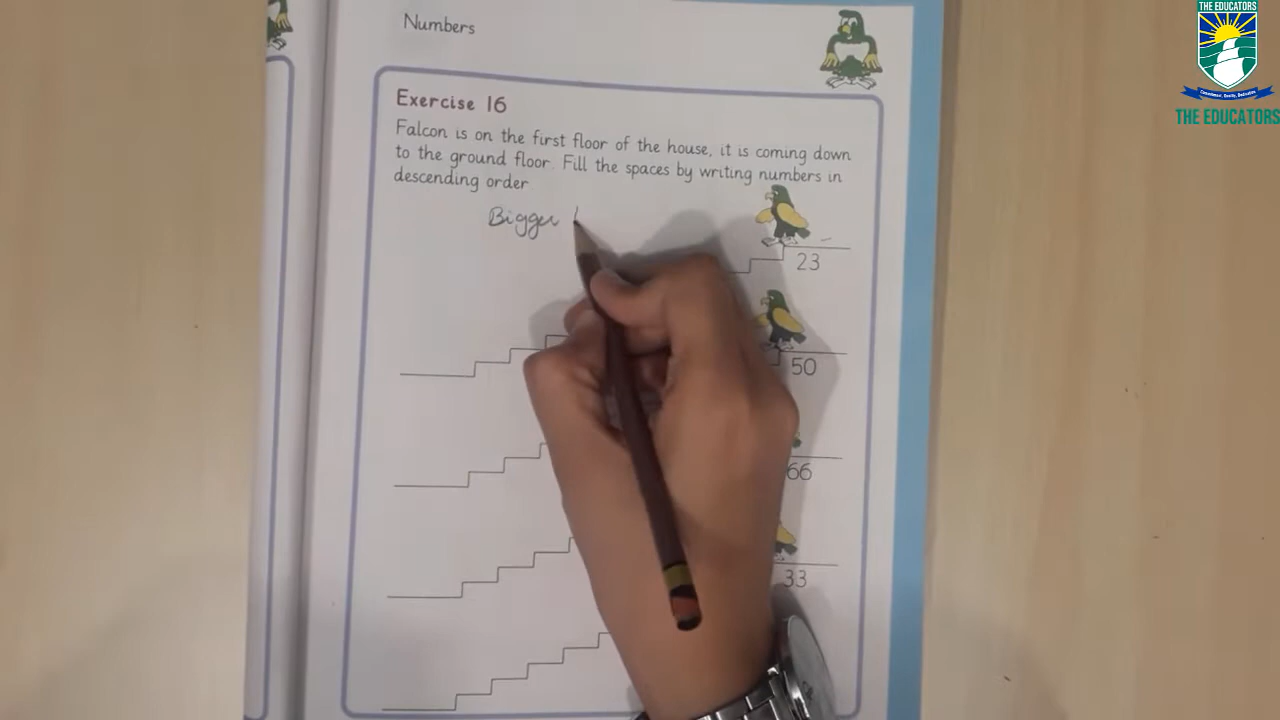 THE EDUCATORS
THE EDUCATORS
Numbers
Exercise 16
Falcon is on the first floor of the house, it is coming down
to the ground floor. Fill the spaces by writing numbers in
descending order
Bigger
23
50
66
33